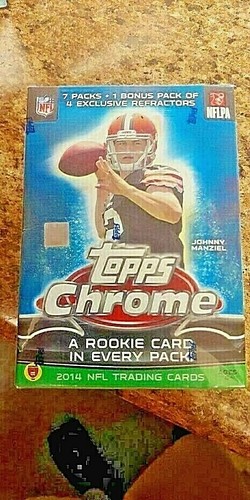 7 PACKS + 1 BONUS PACK OF
4 EXCLUSIVE REFRACTORS
NFL
NFLPA
JOHNNY
MANZIEL
TOPPS
Chrome
A ROOKIE CARD
IN EVERY PACK
2014 NFL TRADING CARDS